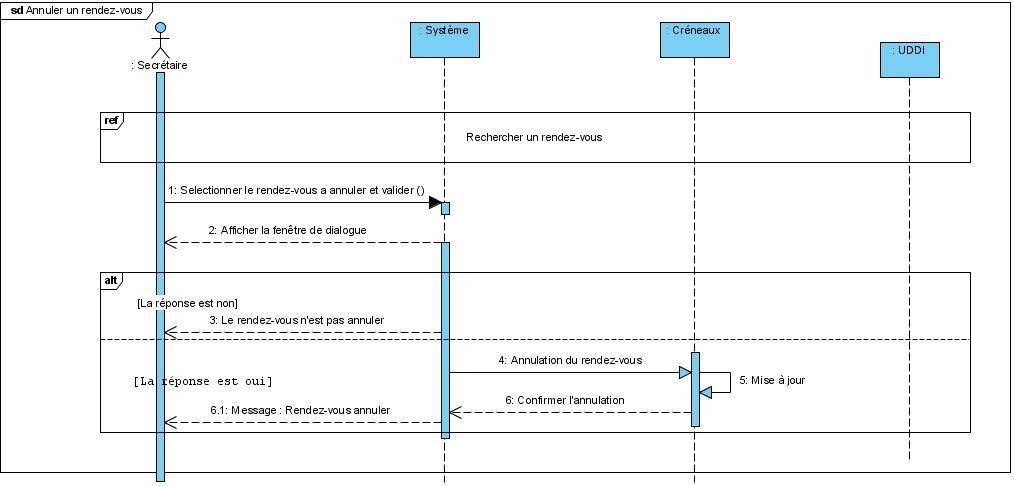 sd Annuler un rendez-vous
: Secrétaire
: Système
: Créneaux
: UDDI
ref
Rechercher un rendez-vous
1: Selectionner le rendez-vous a annuler et valider ()
2: Afficher la fenêtre de dialogue
alt
[La réponse est non]
3: Le rendez-vous n'est pas annuler
4: Annulation du rendez-vous
[La réponse est oui]
5: Mise à jour
6: Confirmer l'annulation
6.1: Message : Rendez-vous annuler